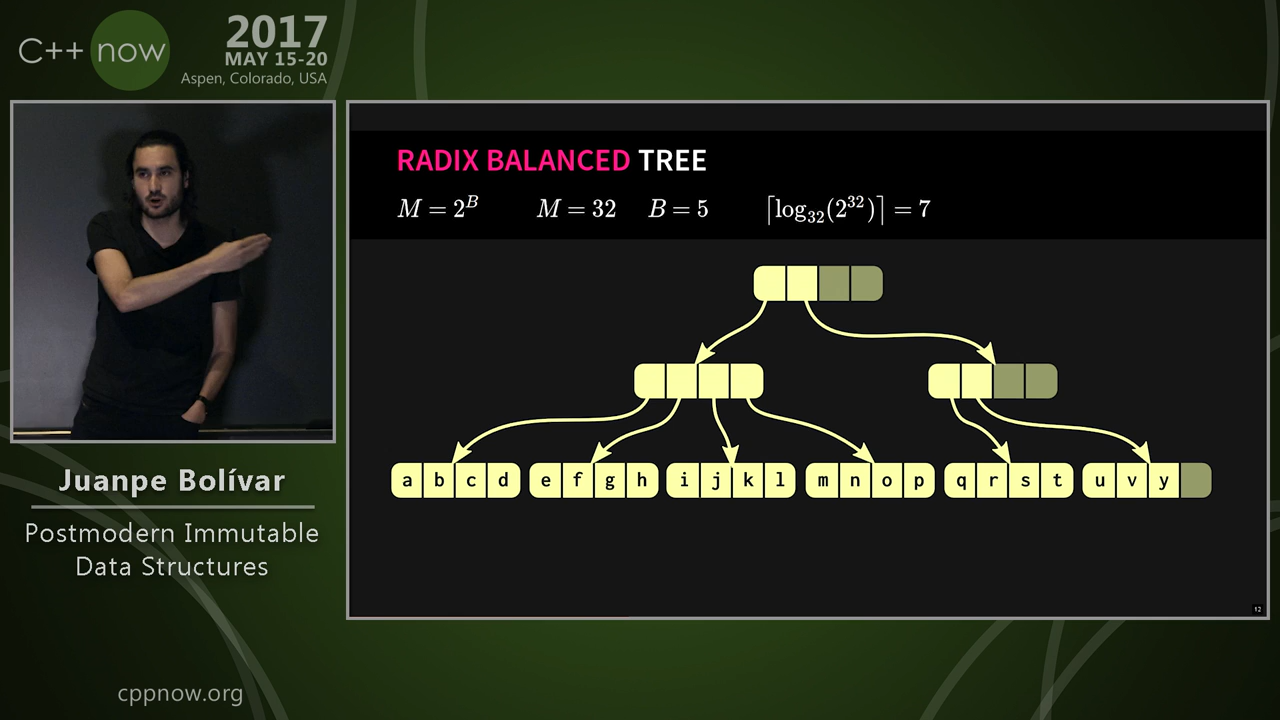 C++ now
2017
MAY 15-20
Aspen, Colorado, USA
RADIX BALANCED TREE
M = 2^B M = 32 B = 5 ⌈log₃₂(2³²)⌉ = 7
a b c d e f g h i j k l m n o p q r s t u v y
12
Juanpe Bolívar
Postmodern Immutable
Data Structures
cppnow.org